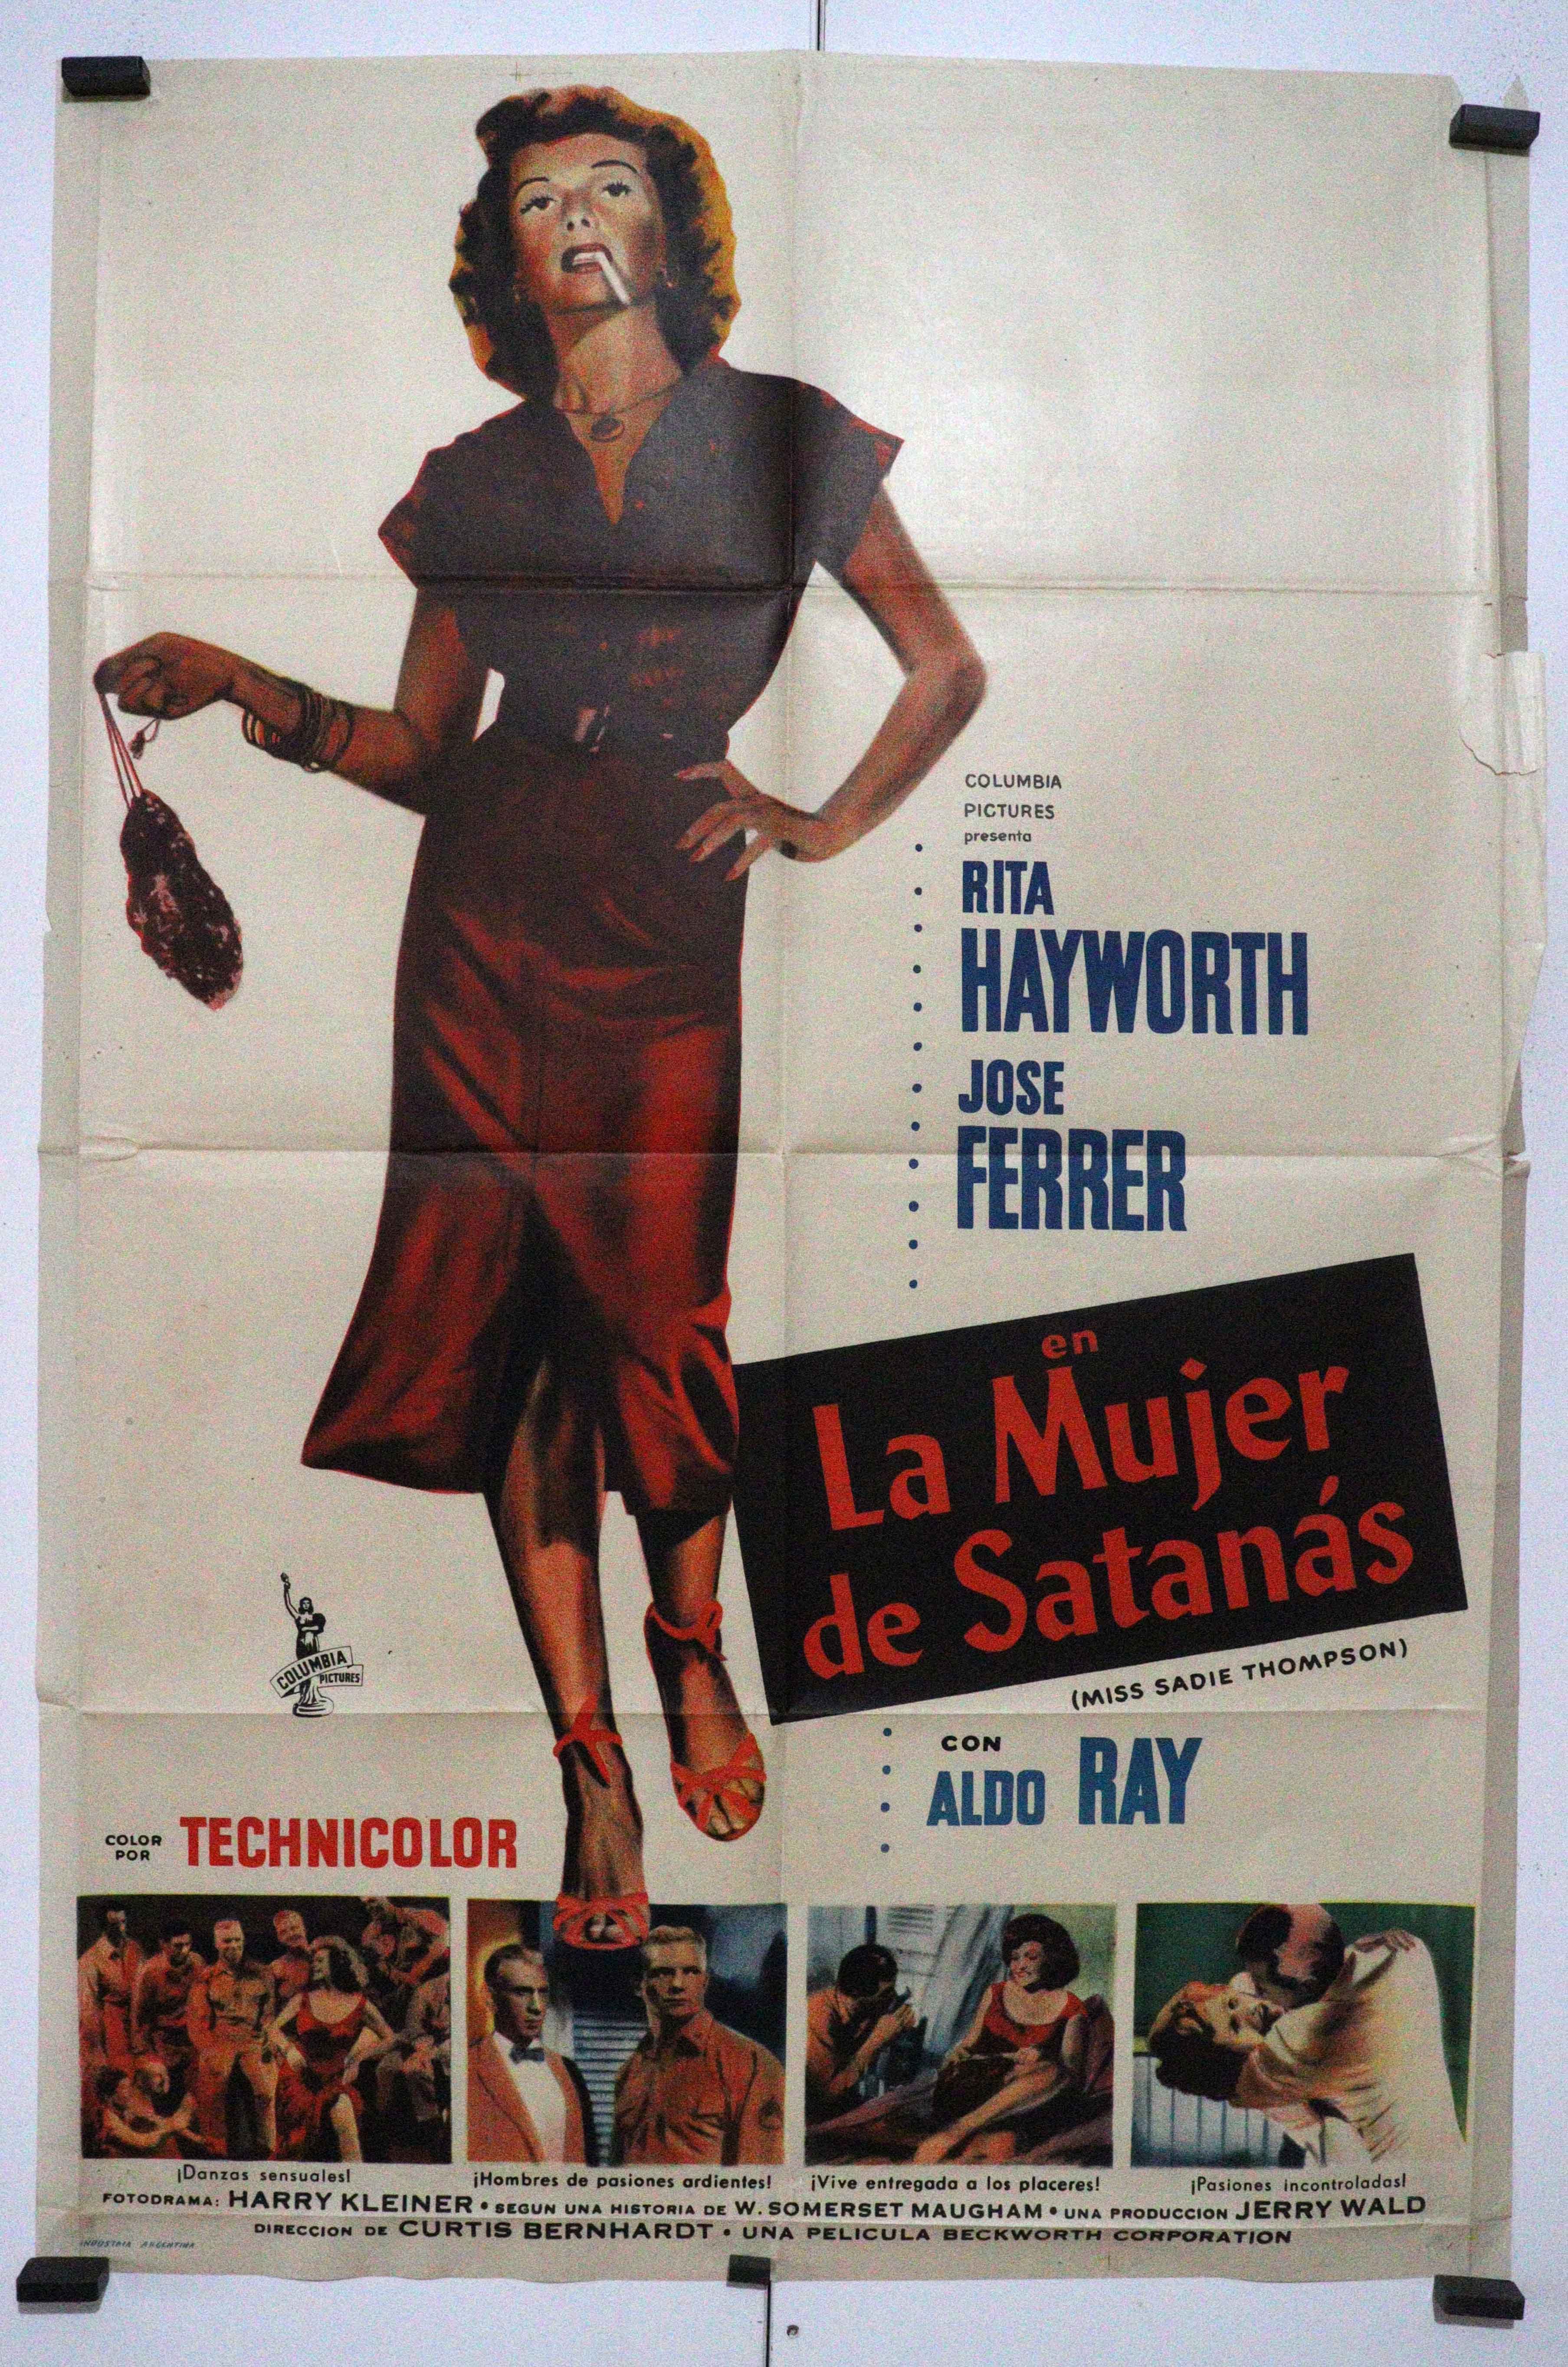 COLUMBIA
PICTURES
presenta
RITA
HAYWORTH
JOSE
FERRER
en
La Mujer
de Satanás
(MISS SADIE THOMPSON)
CON
ALDO RAY
COLUMBIA
PICTURES
COLOR
POR
TECHNICOLOR
¡Danzas sensuales!
¡Hombres de pasiones ardientes!
¡Vive entregada a los placeres!
¡Pasiones incontroladas!
FOTODRAMA: HARRY KLEINER • SEGUN UNA HISTORIA DE W. SOMERSET MAUGHAM • UNA PRODUCCION JERRY WALD
DIRECCION DE CURTIS BERNHARDT • UNA PELICULA BECKWORTH CORPORATION
INDUSTRIA ARGENTINA